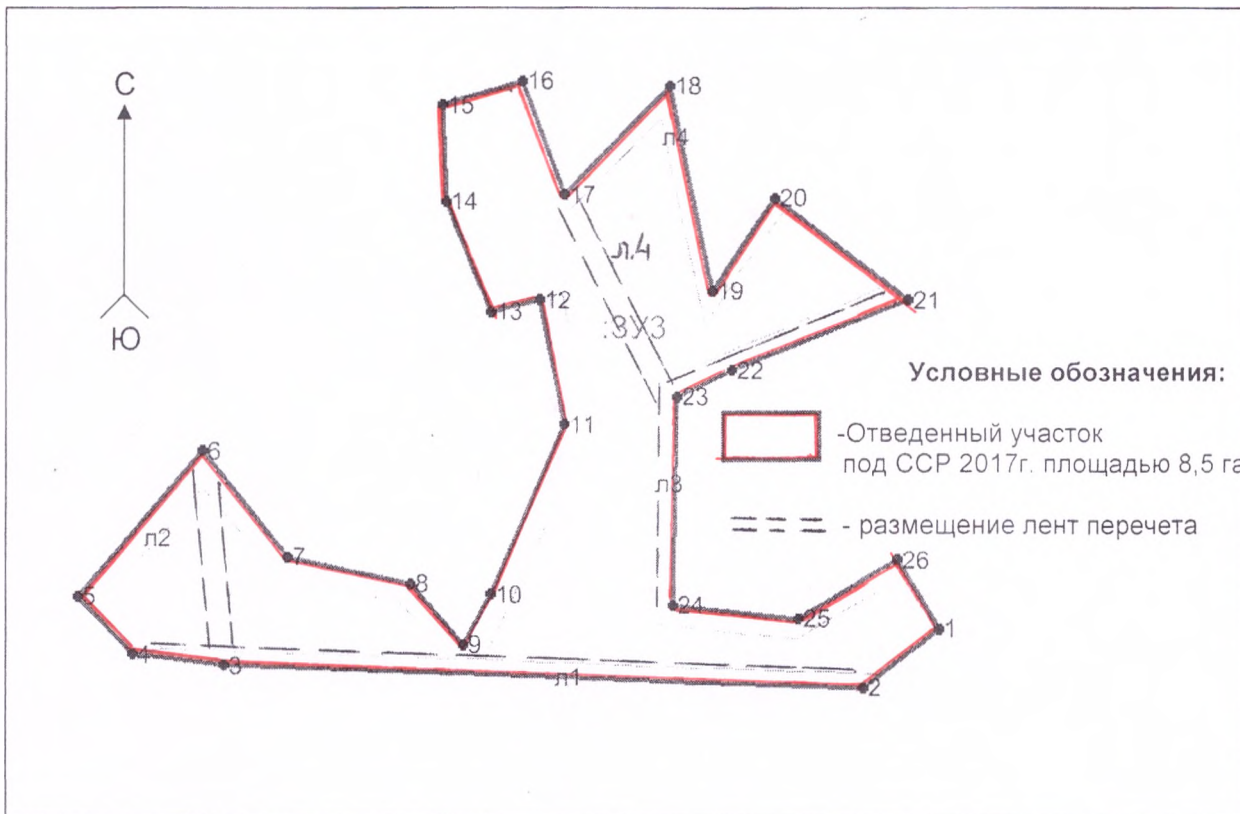 С
Ю
16
15
18
л4
14
17
20
л.4
19
21
13
12
:ЗУ3
22
23
11
Условные обозначения:
-Отведенный участок
под ССР 2017г. площадью 8,5 га
6
л3
- размещение лент перечета
л2
7
8
26
5
10
24
25
1
9
4
3
л1
2